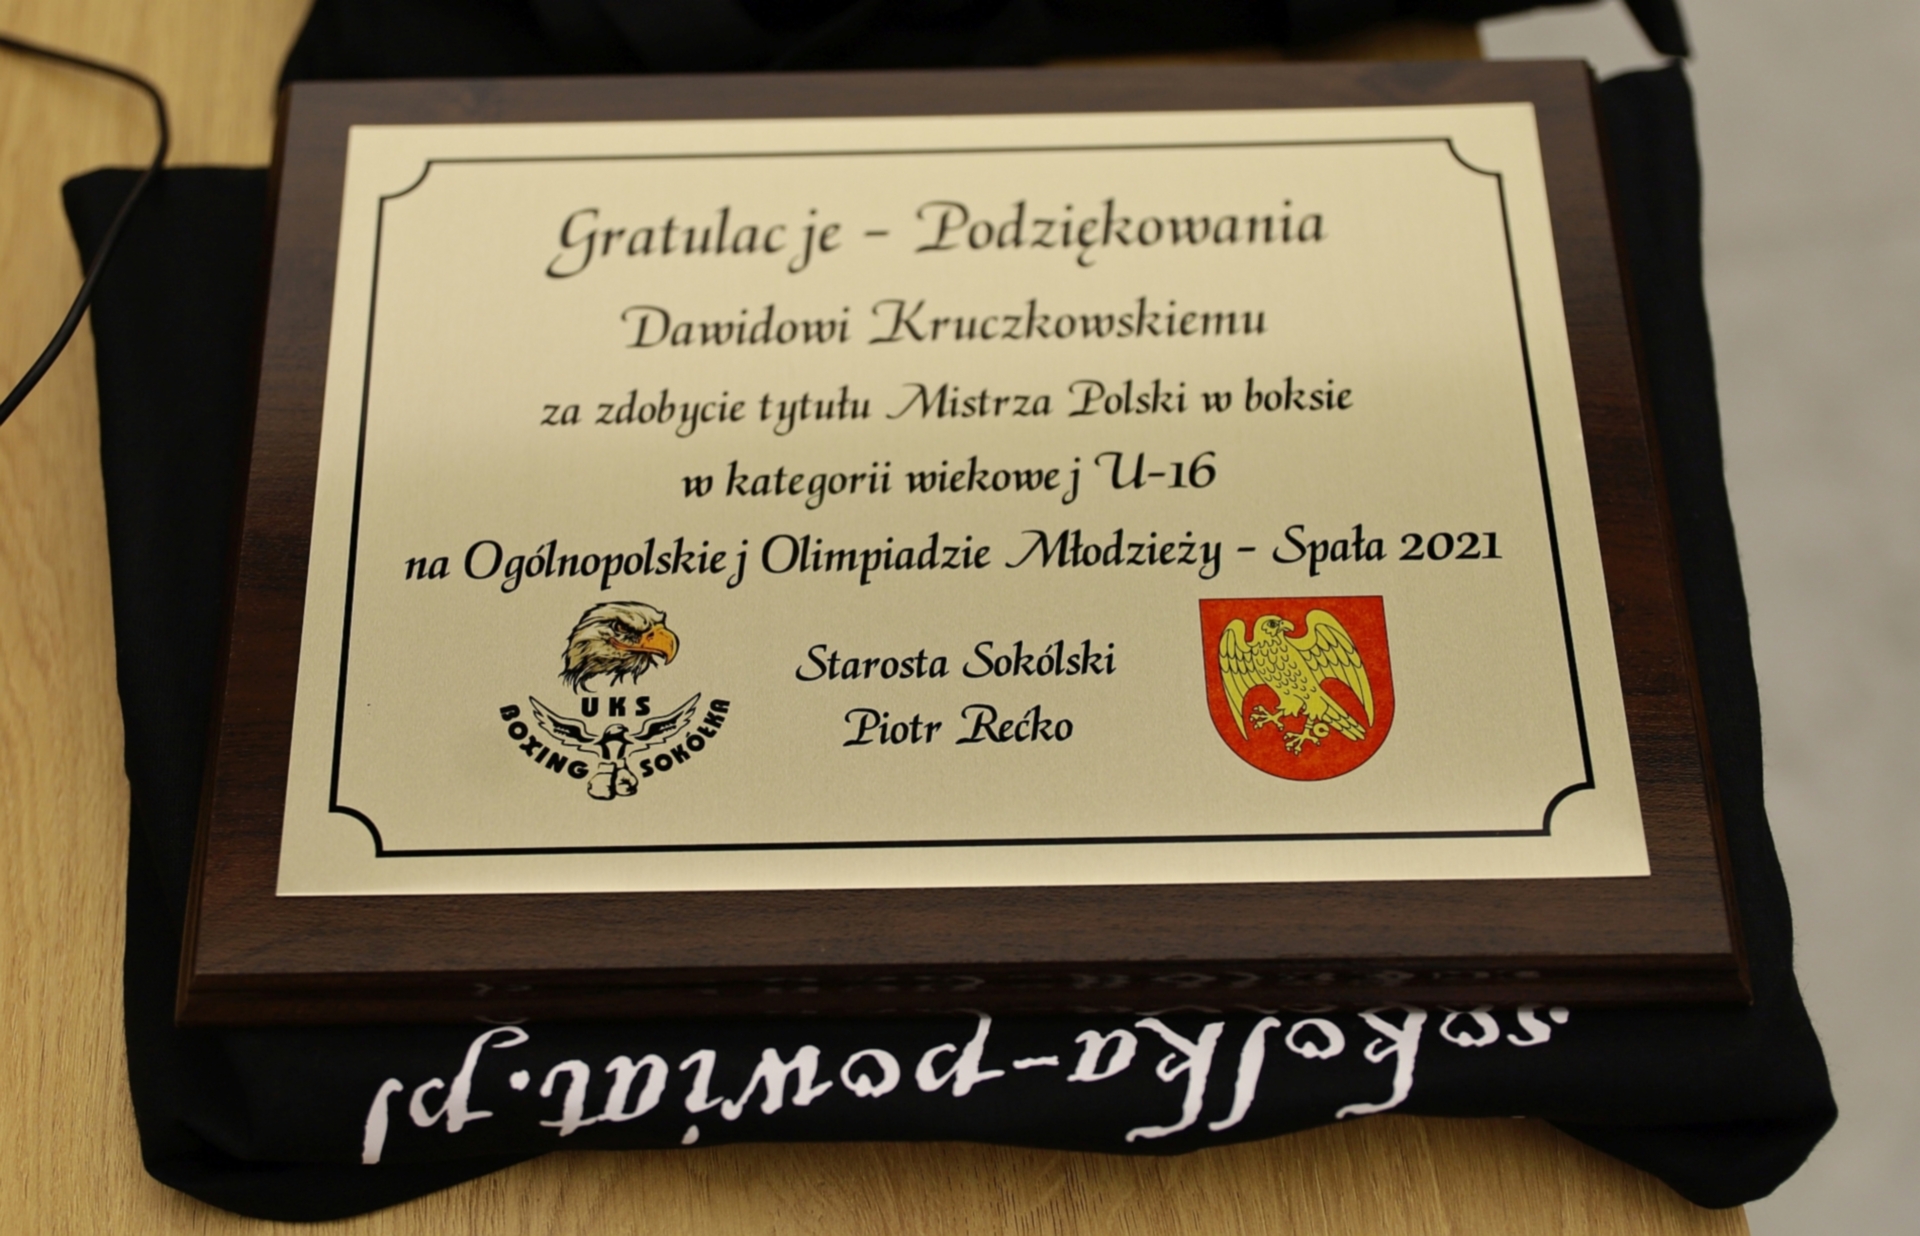 Gratulacje - Podziękowania
Dawidowi Kruczkowskiemu
za zdobycie tytułu Mistrza Polski w boksie
w kategorii wiekowej U-16
na Ogólnopolskiej Olimpiadzie Młodzieży - Spała 2021
UKS
BOXING SOKÓŁKA
Starosta Sokólski
Piotr Rećko
sokolka-powiat.pl